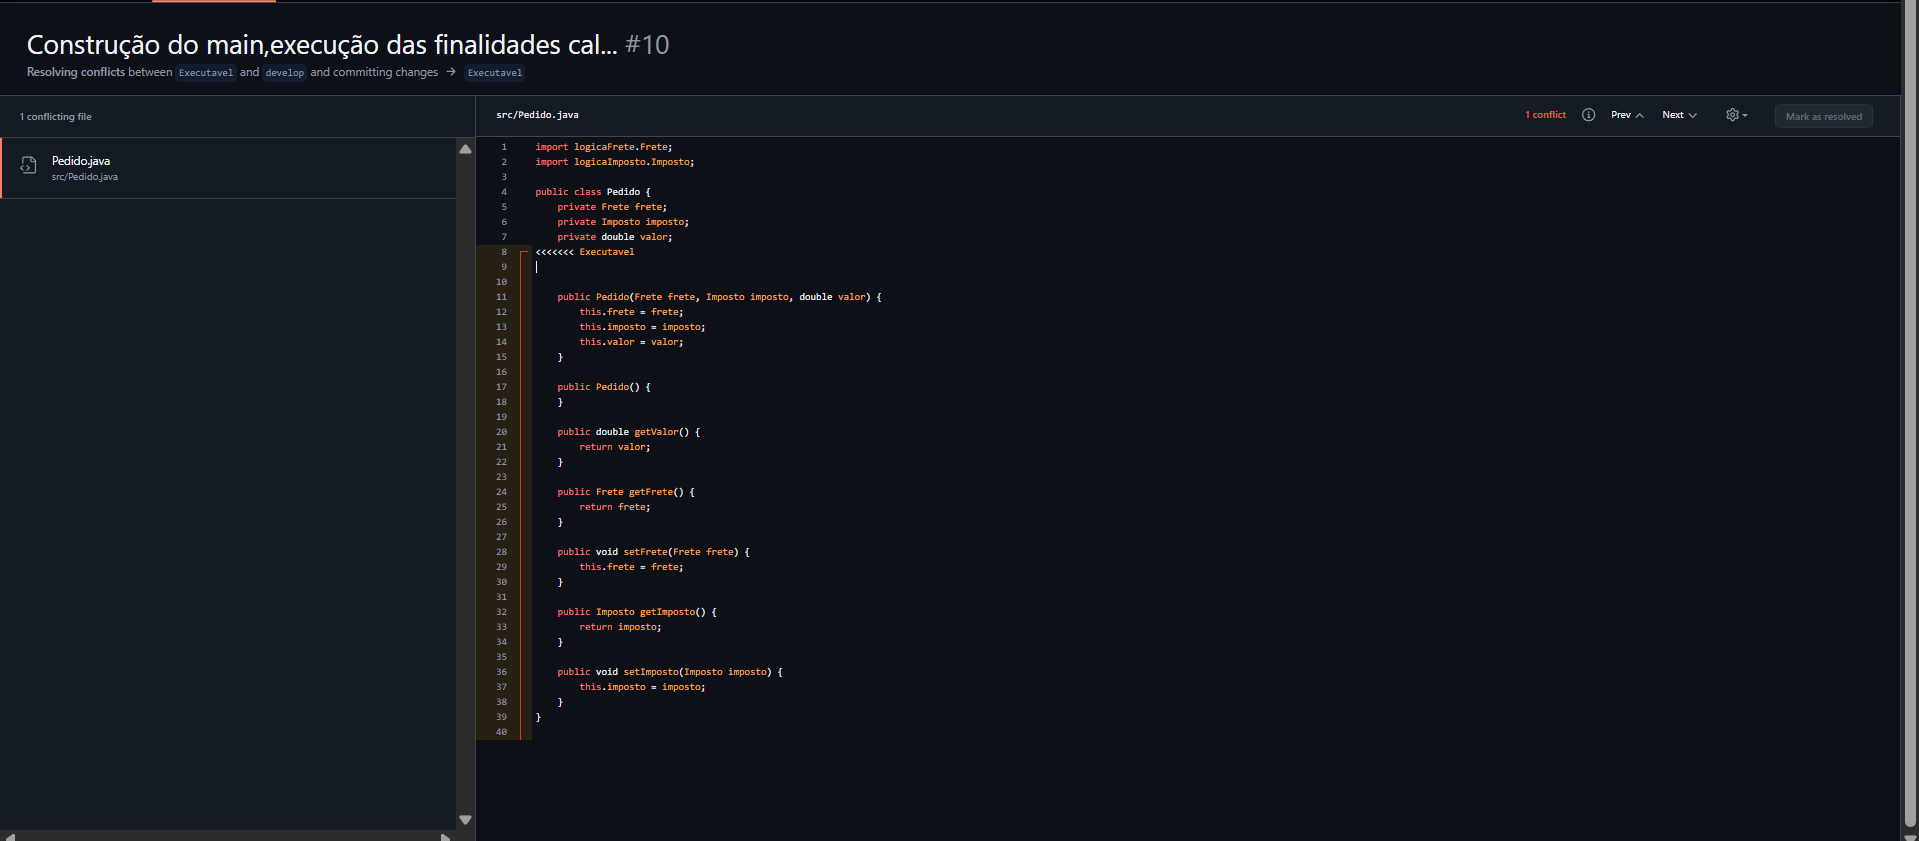 Construção do main,execução das finalidades cal... #10
Resolving conflicts between Executavel and develop and committing changes → Executavel
1 conflicting file
Pedido.java
src/Pedido.java
src/Pedido.java
1 conflict Prev Next Mark as resolved
1 import logicaFrete.Frete;
2 import logicaImposto.Imposto;
3
4 public class Pedido {
5     private Frete frete;
6     private Imposto imposto;
7     private double valor;
8 <<<<<<< Executavel
9
10
11     public Pedido(Frete frete, Imposto imposto, double valor) {
12         this.frete = frete;
13         this.imposto = imposto;
14         this.valor = valor;
15     }
16
17     public Pedido() {
18     }
19
20     public double getValor() {
21         return valor;
22     }
23
24     public Frete getFrete() {
25         return frete;
26     }
27
28     public void setFrete(Frete frete) {
29         this.frete = frete;
30     }
31
32     public Imposto getImposto() {
33         return imposto;
34     }
35
36     public void setImposto(Imposto imposto) {
37         this.imposto = imposto;
38     }
39 }
40